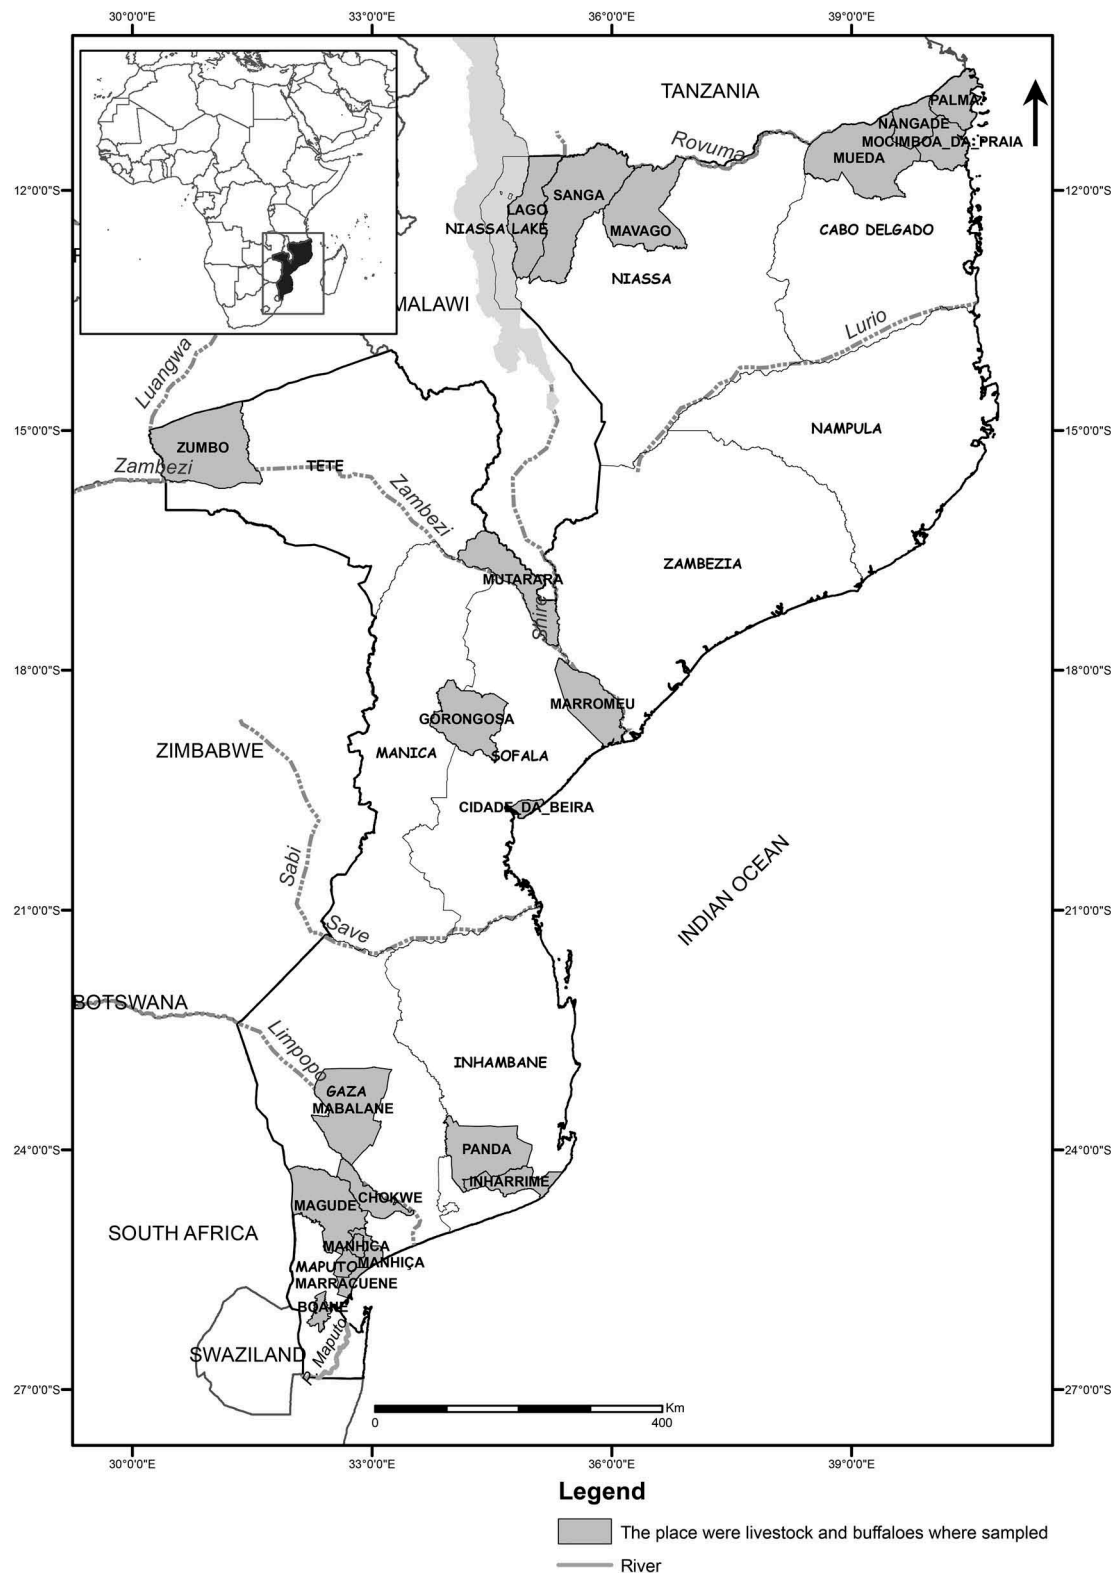 30°0'0"E 33°0'0"E 36°0'0"E 39°0'0"E
TANZANIA
PALMA
NANGADE
Rovuma
MOCIMBOA_DA_PRAIA
MUEDA
12°0'0"S 12°0'0"S
SANGA
LAGO
NIASSA LAKE
MAVAGO
CABO DELGADO
NIASSA
MALAWI
Lurio
Luangwa
15°0'0"S 15°0'0"S
NAMPULA
ZUMBO
Zambezi
TETE
Zambezi
ZAMBEZIA
MUTARARA
Shire
18°0'0"S 18°0'0"S
MARROMEU
GORONGOSA
ZIMBABWE
MANICA
SOFALA
CIDADE_DA_BEIRA
Sabi
INDIAN OCEAN
21°0'0"S 21°0'0"S
Save
BOTSWANA
Limpopo
INHAMBANE
GAZA
MABALANE
24°0'0"S 24°0'0"S
PANDA
INHARRIME
CHOKWE
MAGUDE
SOUTH AFRICA
MANHICA
MANHIÇA
MAPUTO
MARRACUENE
BOANE
R. Maputo
SWAZILAND
27°0'0"S 27°0'0"S
Km
0 400
30°0'0"E 33°0'0"E 36°0'0"E 39°0'0"E
Legend
The place were livestock and buffaloes where sampled
River